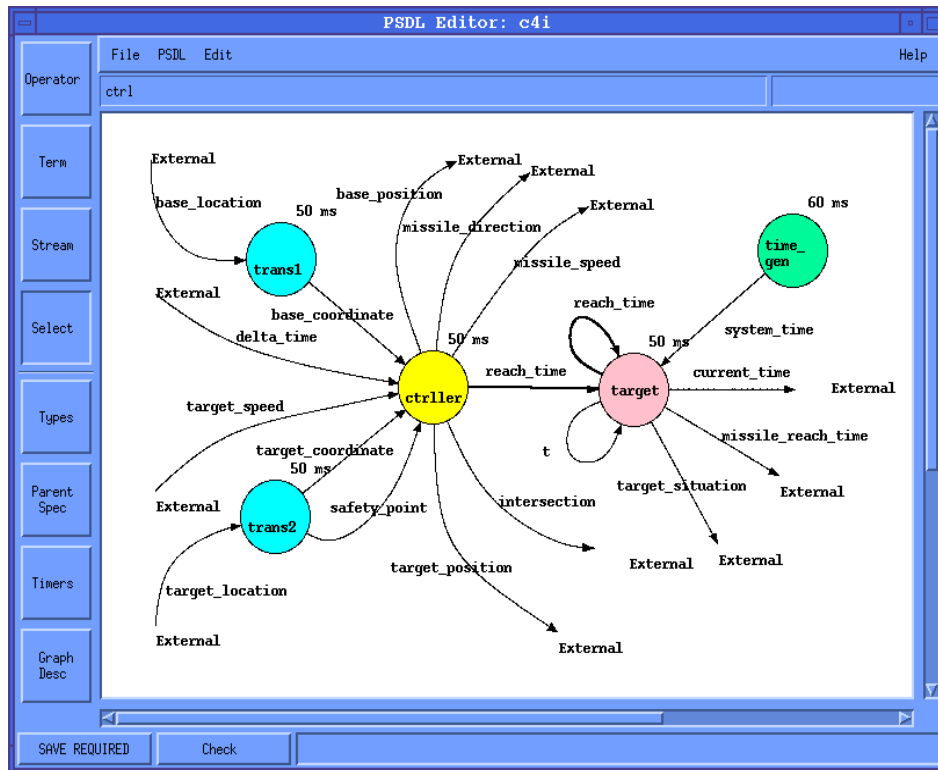 PSDL Editor: c4i
File PSDL Edit Help
ctrl
Operator
Term
Stream
Select
Types
Parent
Spec
Timers
Graph
Desc
External
base_location
50 ms
trans1
External
base_coordinate
delta_time
base_position
External
External
missile_direction
External
missile_speed
60 ms
time_
gen
reach_time
system_time
50 ms
50 ms
ctrller
reach_time
target
current_time
External
target_speed
target_coordinate
50 ms
External
trans2
safety_point
t
missile_reach_time
target_situation
External
intersection
External
External
target_location
target_position
External
External
SAVE REQUIRED
Check